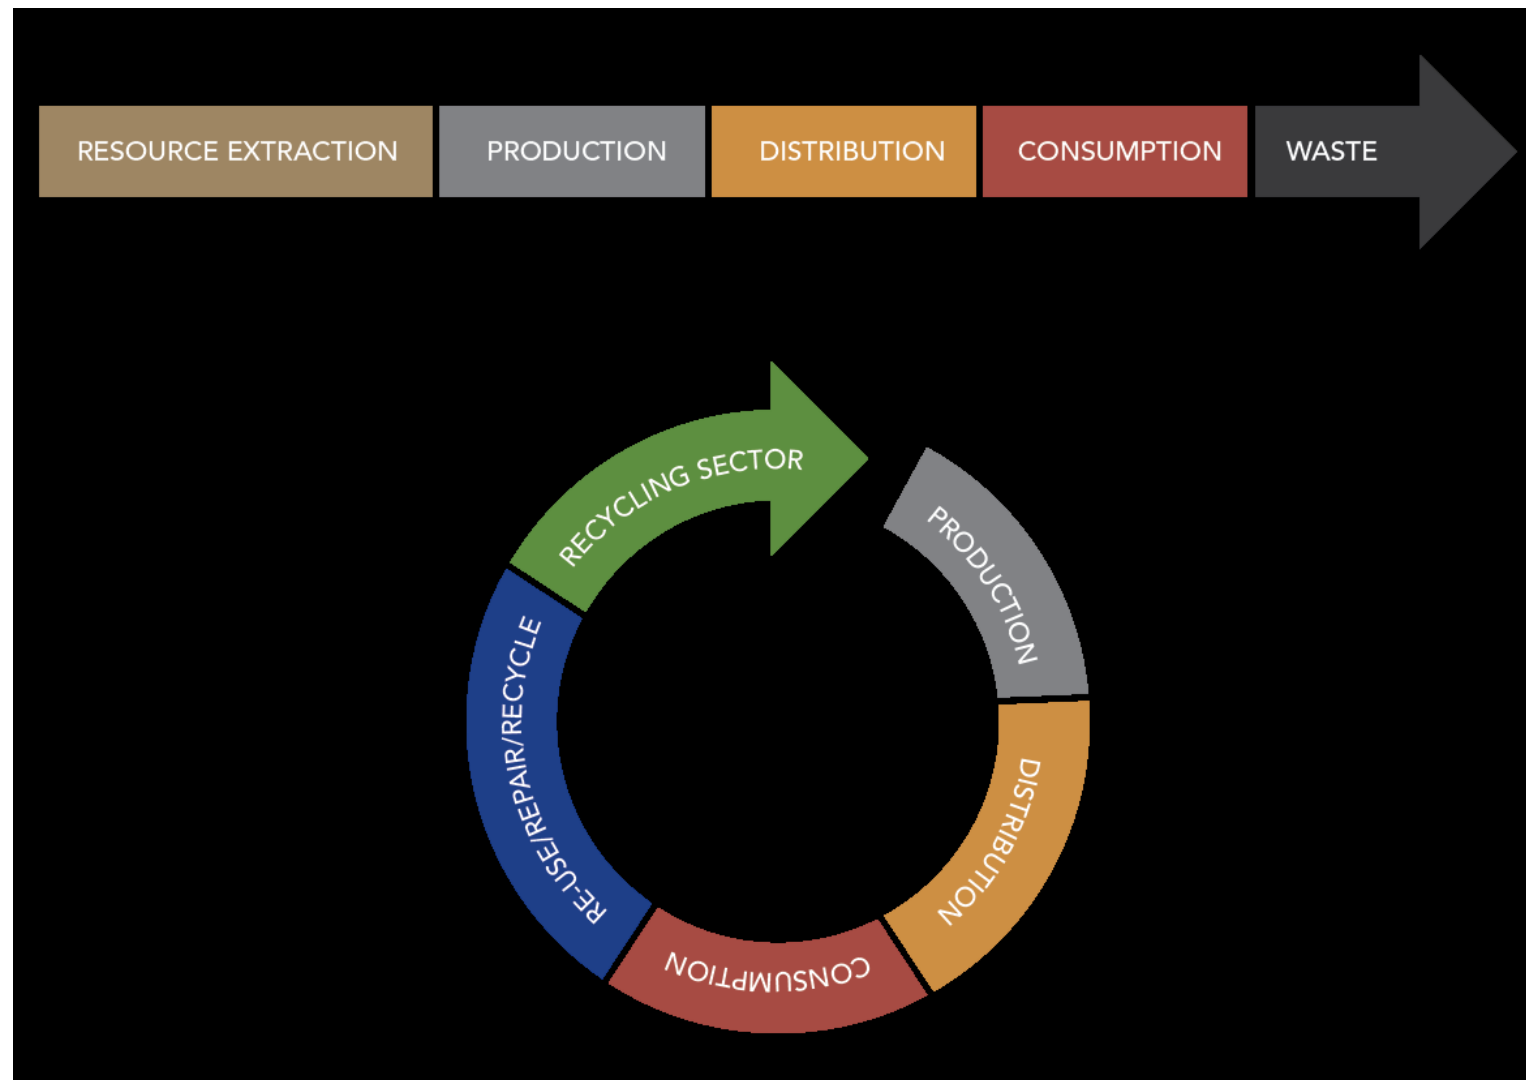 RESOURCE EXTRACTION
PRODUCTION
DISTRIBUTION
CONSUMPTION
WASTE
RECYCLING SECTOR
PRODUCTION
DISTRIBUTION
CONSUMPTION
RE-USE/REPAIR/RECYCLE